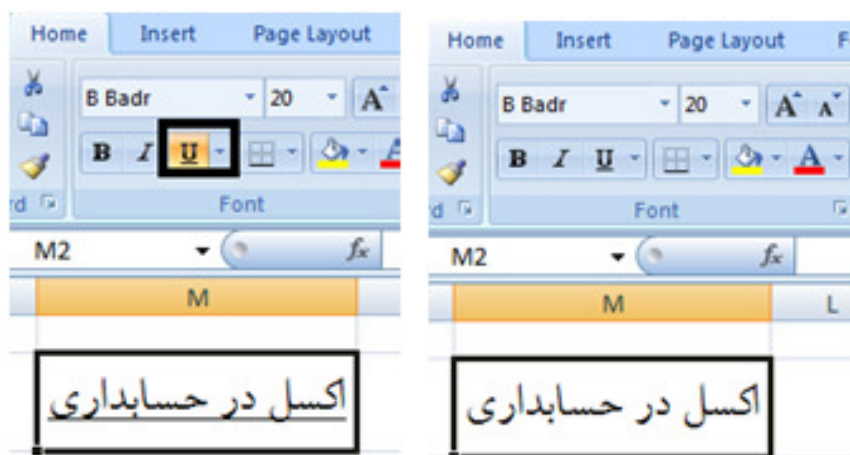 Home Insert Page Layout
B Badr 20 A
B I U A
rd Font
M2 fx
M
اکسل در حسابداری
Home Insert Page Layout F
B Badr 20 A A
B I U A
d Font
M2 fx
M L
اکسل در حسابداری